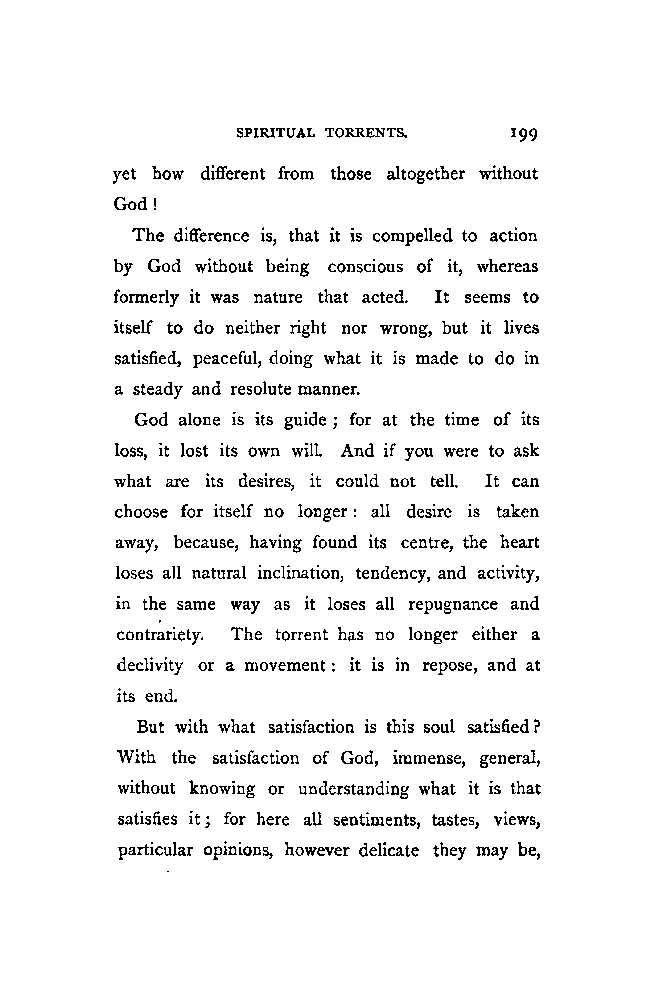 SPIRITUAL TORRENTS. 199
yet how different from those altogether without
God !
The difference is, that it is compelled to action
by God without being conscious of it, whereas
formerly it was nature that acted. It seems to
itself to do neither right nor wrong, but it lives
satisfied, peaceful, doing what it is made to do in
a steady and resolute manner.
God alone is its guide ; for at the time of its
loss, it lost its own will. And if you were to ask
what are its desires, it could not tell. It can
choose for itself no longer : all desire is taken
away, because, having found its centre, the heart
loses all natural inclination, tendency, and activity,
in the same way as it loses all repugnance and
contrariety. The torrent has no longer either a
declivity or a movement : it is in repose, and at
its end.
But with what satisfaction is this soul satisfied ?
With the satisfaction of God, immense, general,
without knowing or understanding what it is that
satisfies it ; for here all sentiments, tastes, views,
particular opinions, however delicate they may be,